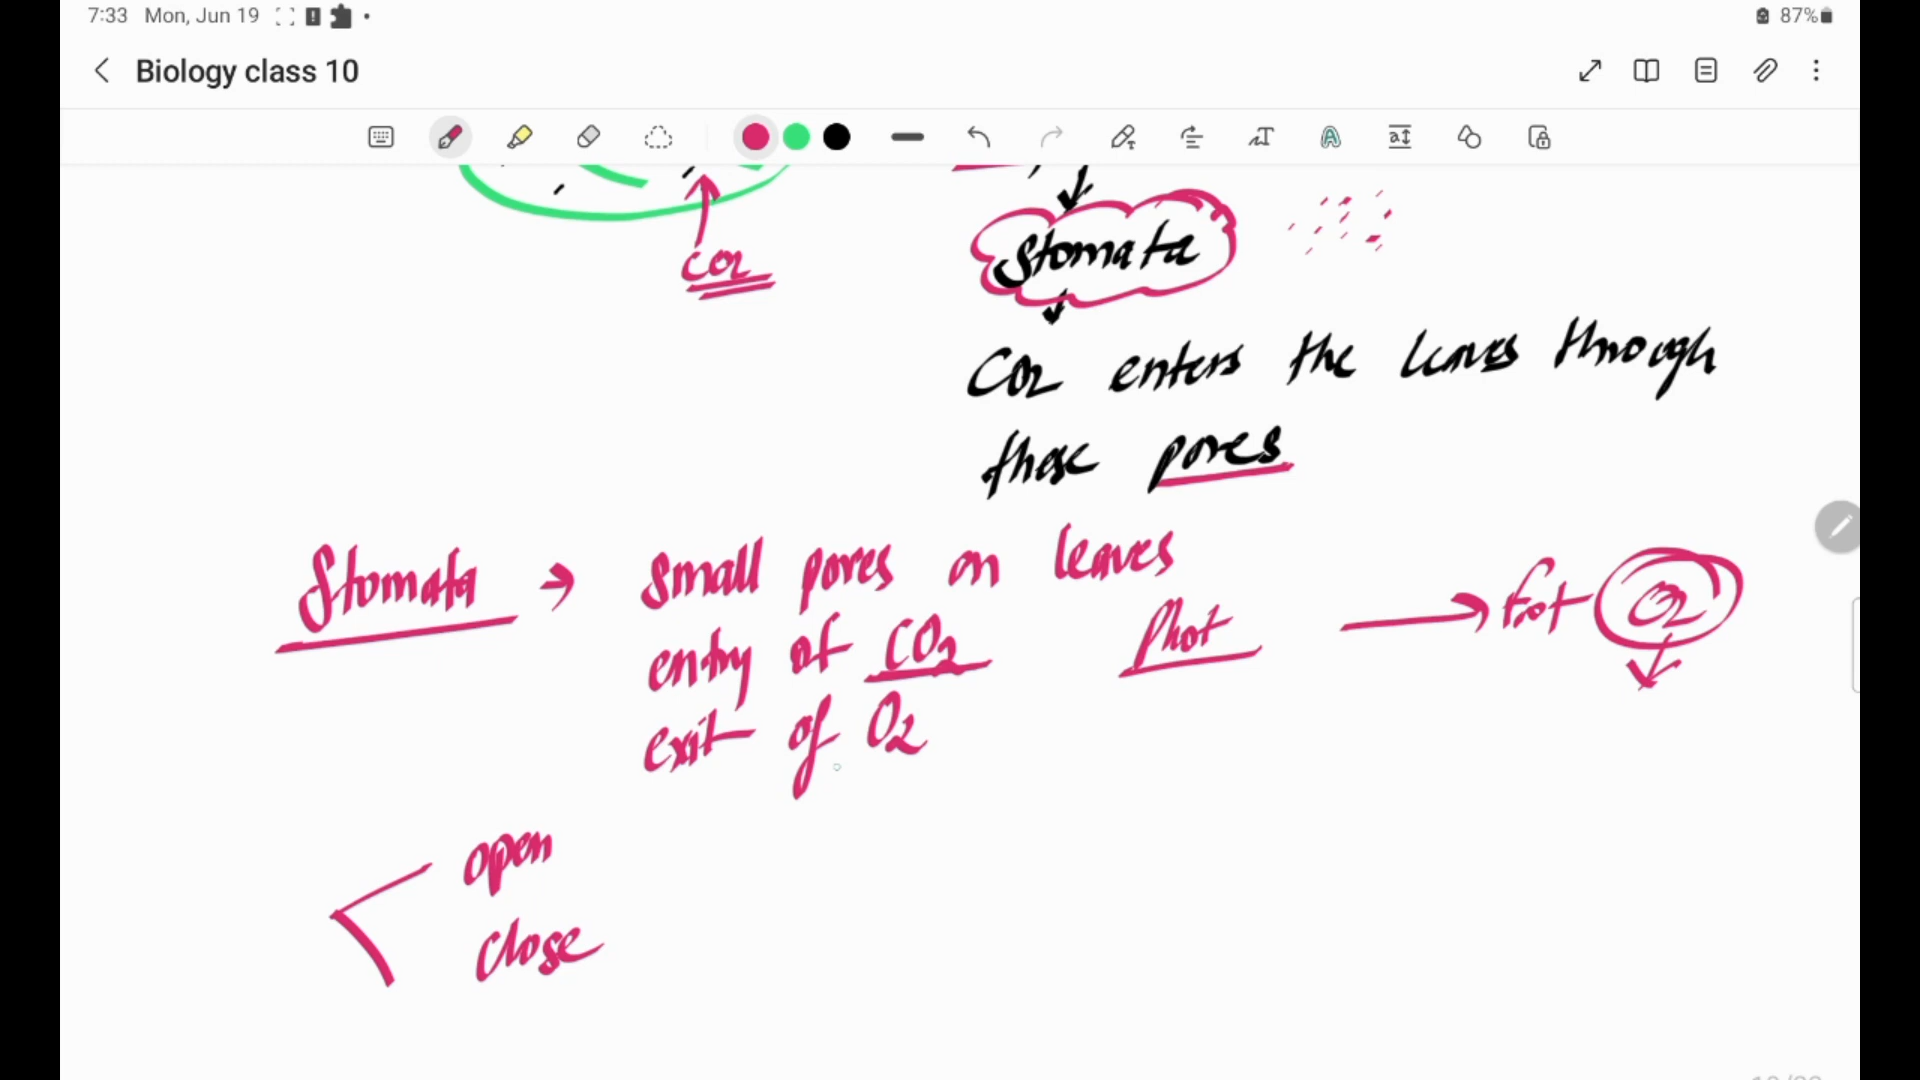 7:33 Mon, Jun 19
87%
Biology class 10
CO2
Stomata
CO2 enters the leaves through
these pores
Stomata → Small pores on leaves
entry of CO2 Phot →
O2
exit of O2
open
close